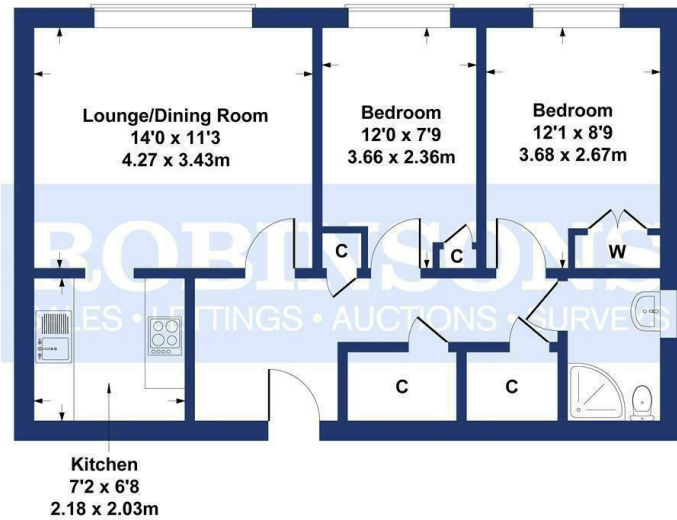 Lounge/Dining Room
14'0 x 11'3
4.27 x 3.43m
Bedroom
12'0 x 7'9
3.66 x 2.36m
Bedroom
12'1 x 8'9
3.68 x 2.67m
C
C
W
ROBINSONS
SALES • LETTINGS • AUCTIONS • SURVEYS
C
C
Kitchen
7'2 x 6'8
2.18 x 2.03m